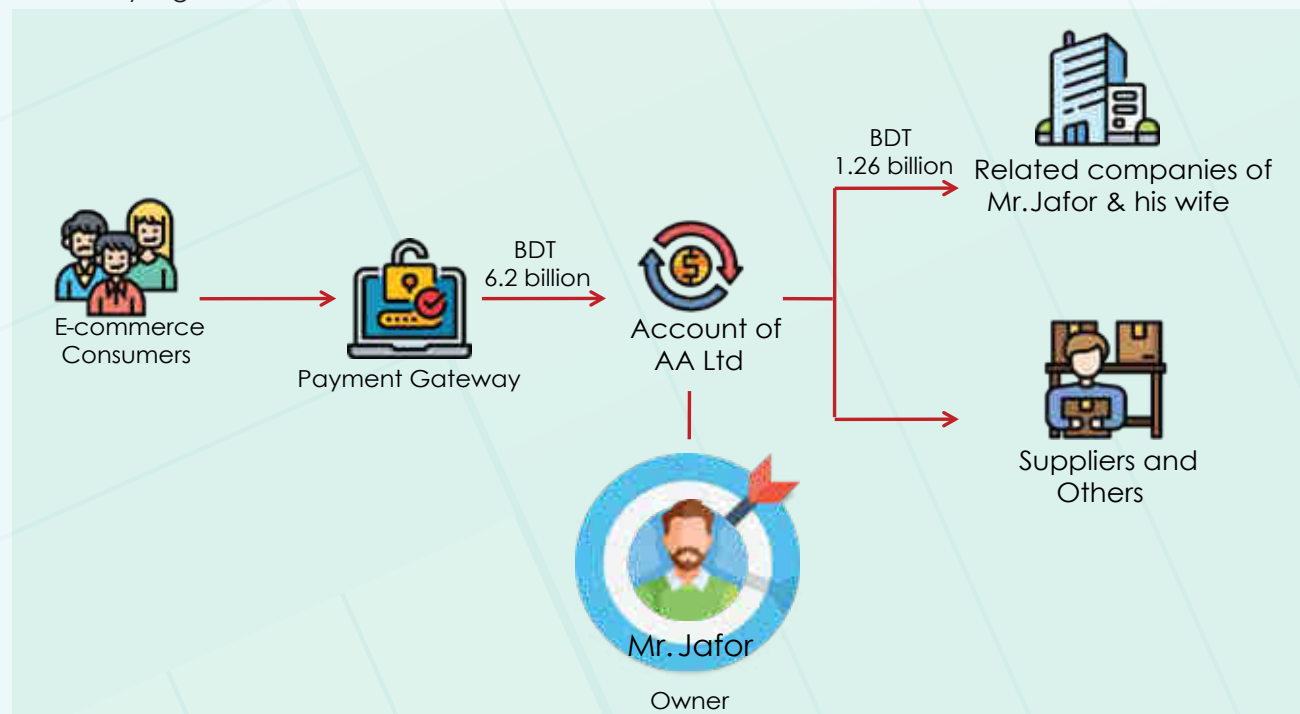 E-commerce
Consumers
Payment Gateway
BDT
6.2 billion
Account of
AA Ltd
BDT
1.26 billion
Related companies of
Mr.Jafor & his wife
Suppliers and
Others
Mr. Jafor
Owner